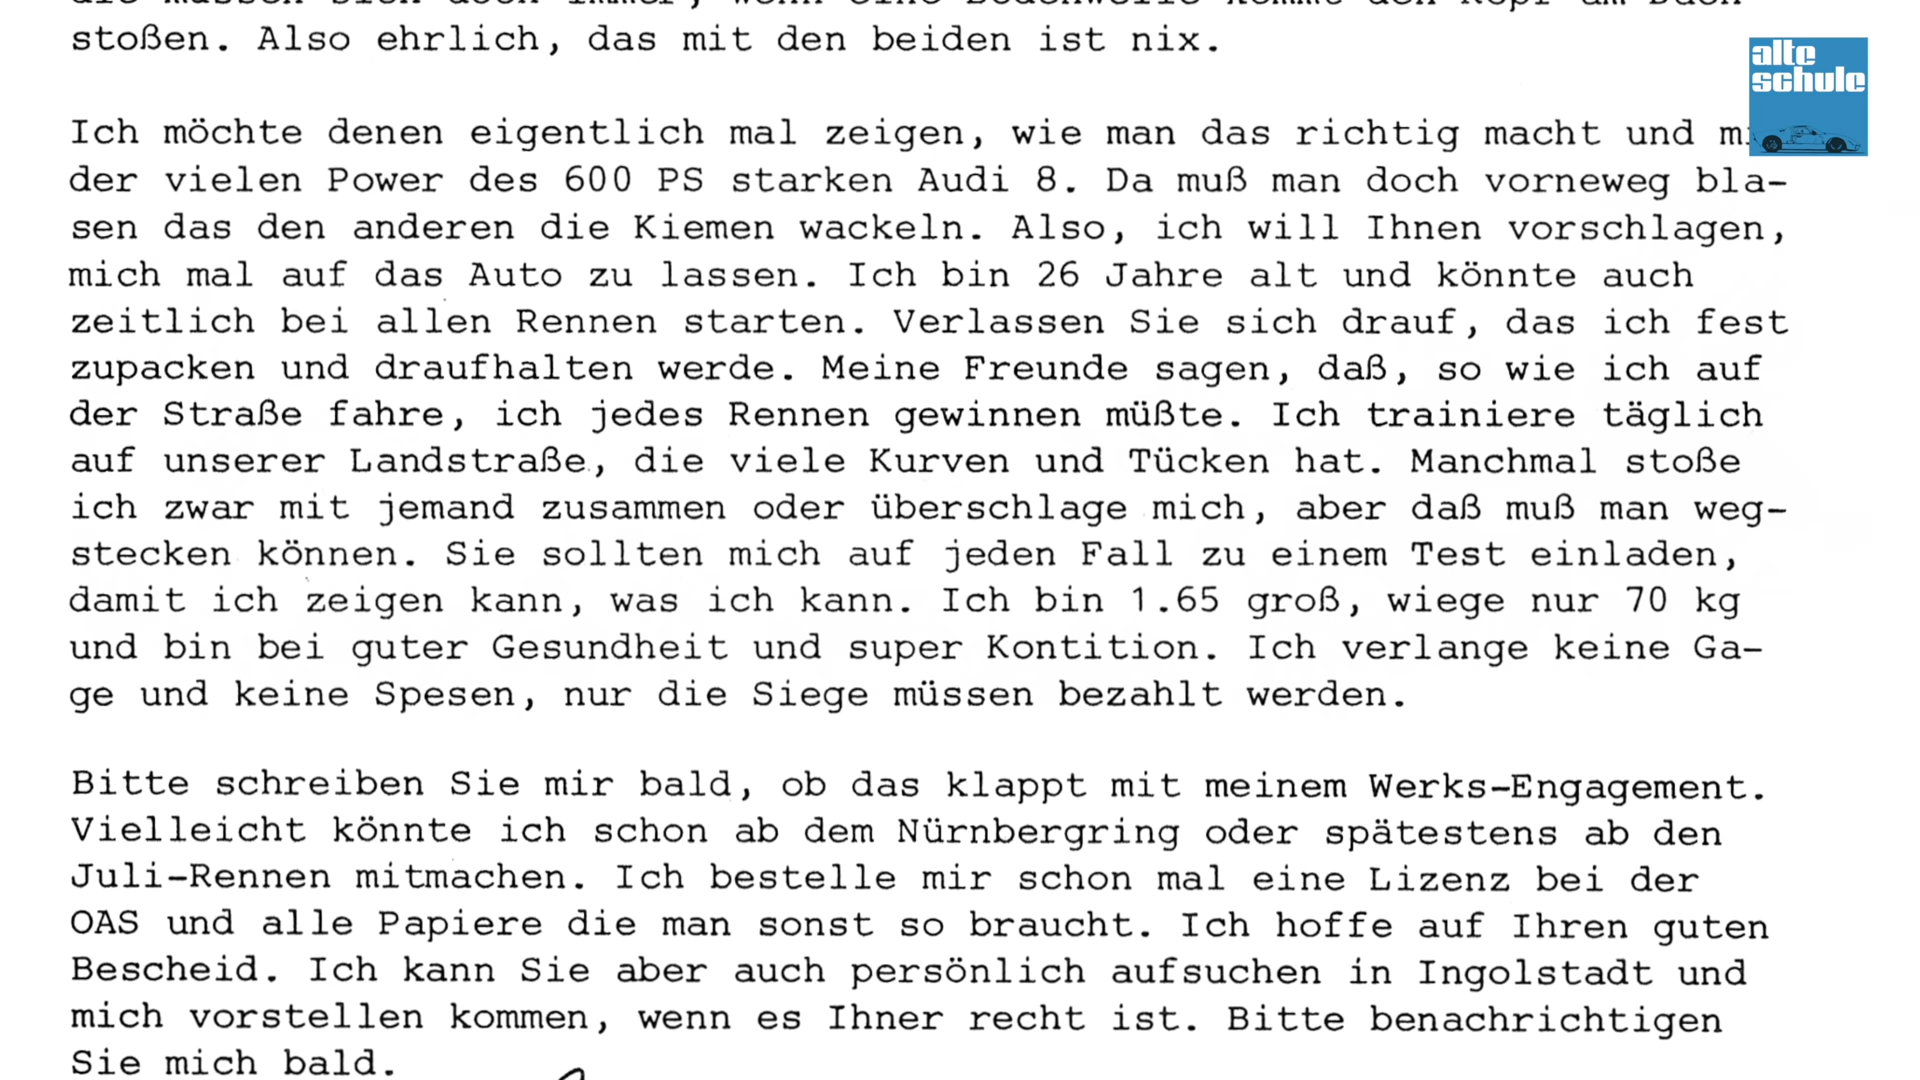 die müssen sich doch immer, wenn eine Bodenwelle kommt den Kopf am Dach
stoßen. Also ehrlich, das mit den beiden ist nix.
alte
schule
Ich möchte denen eigentlich mal zeigen, wie man das richtig macht und
der vielen Power des 600 PS starken Audi 8. Da muß man doch vorneweg bla-
sen das den anderen die Kiemen wackeln. Also, ich will Ihnen vorschlagen,
mich mal auf das Auto zu lassen. Ich bin 26 Jahre alt und könnte auch
zeitlich bei allen Rennen starten. Verlassen Sie sich drauf, das ich fest
zupacken und draufhalten werde. Meine Freunde sagen, daß, so wie ich auf
der Straße fahre, ich jedes Rennen gewinnen müßte. Ich trainiere täglich
auf unserer Landstraße, die viele Kurven und Tücken hat. Manchmal stoße
ich zwar mit jemand zusammen oder überschlage mich, aber daß muß man weg-
stecken können. Sie sollten mich auf jeden Fall zu einem Test einladen,
damit ich zeigen kann, was ich kann. Ich bin 1.65 groß, wiege nur 70 kg
und bin bei guter Gesundheit und super Kontition. Ich verlange keine Ga-
ge und keine Spesen, nur die Siege müssen bezahlt werden.
Bitte schreiben Sie mir bald, ob das klappt mit meinem Werks-Engagement.
Vielleicht könnte ich schon ab dem Nürnbergring oder spätestens ab den
Juli-Rennen mitmachen. Ich bestelle mir schon mal eine Lizenz bei der
OAS und alle Papiere die man sonst so braucht. Ich hoffe auf Ihren guten
Bescheid. Ich kann Sie aber auch persönlich aufsuchen in Ingolstadt und
mich vorstellen kommen, wenn es Ihner recht ist. Bitte benachrichtigen
Sie mich bald.